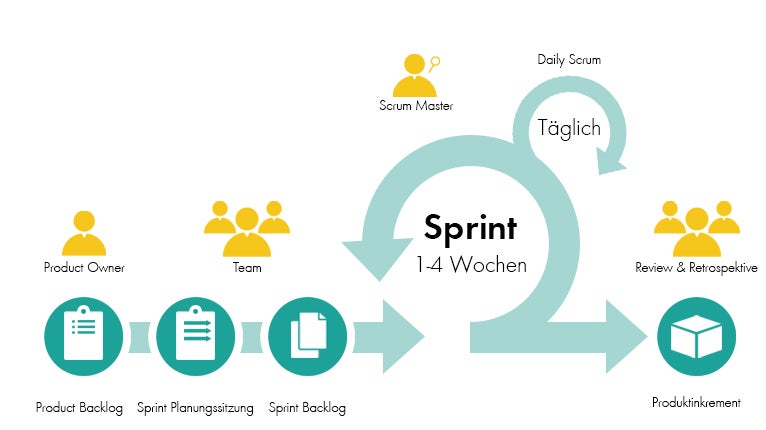 Daily Scrum
Scrum Master
Täglich
Sprint
1-4 Wochen
Product Owner
Team
Review & Retrospektive
Product Backlog
Sprint Planungssitzung
Sprint Backlog
Produktinkrement